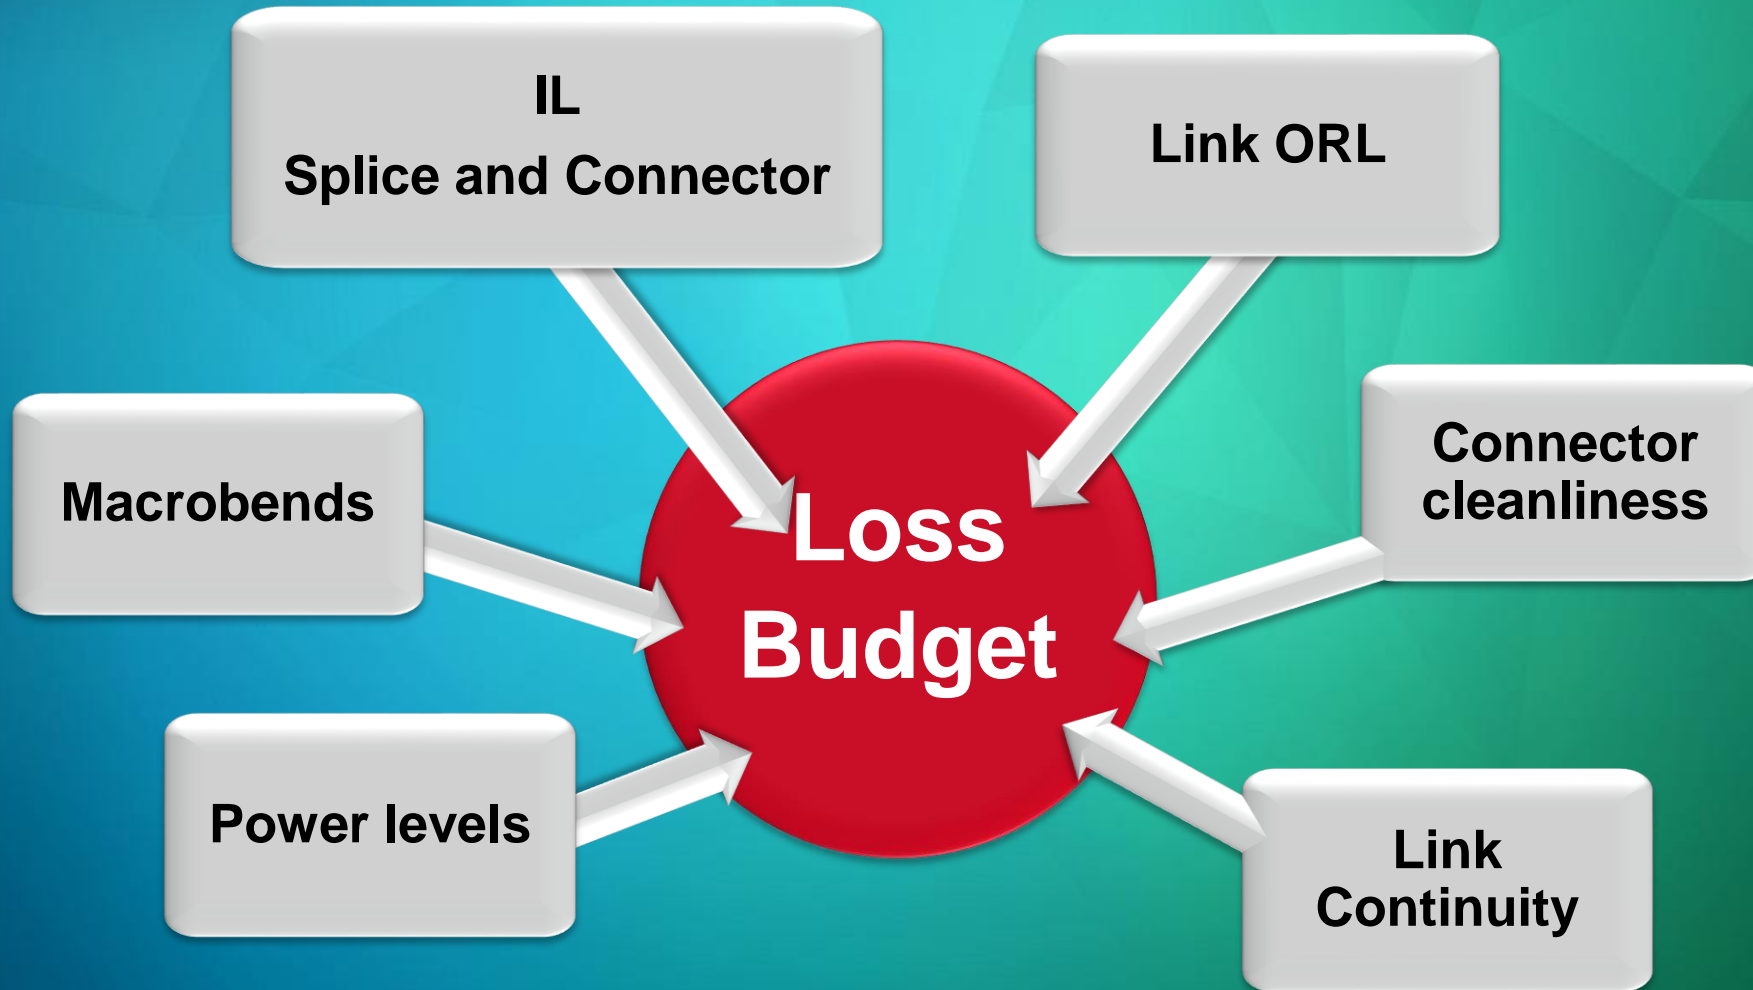 IL
Splice and Connector
Link ORL
Macrobends
Connector
cleanliness
Loss
Budget
Power levels
Link
Continuity